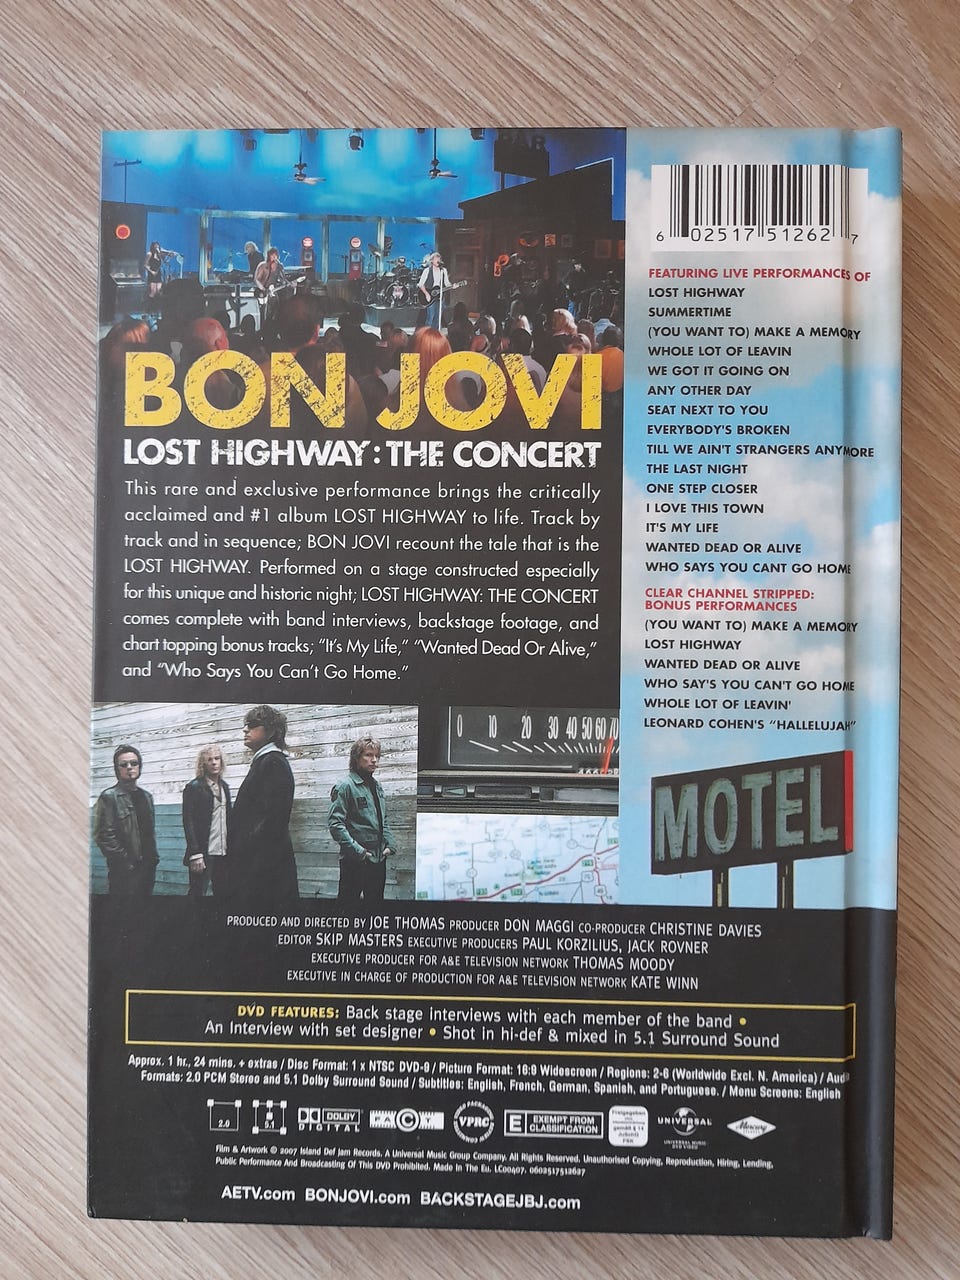 BAR
6 02517 51262 7
FEATURING LIVE PERFORMANCES OF
LOST HIGHWAY
SUMMERTIME
(YOU WANT TO) MAKE A MEMORY
WHOLE LOT OF LEAVIN
WE GOT IT GOING ON
ANY OTHER DAY
SEAT NEXT TO YOU
EVERYBODY'S BROKEN
TILL WE AIN'T STRANGERS ANYMORE
THE LAST NIGHT
ONE STEP CLOSER
I LOVE THIS TOWN
IT'S MY LIFE
WANTED DEAD OR ALIVE
WHO SAYS YOU CANT GO HOME
CLEAR CHANNEL STRIPPED:
BONUS PERFORMANCES
(YOU WANT TO) MAKE A MEMORY
LOST HIGHWAY
WANTED DEAD OR ALIVE
WHO SAY'S YOU CAN'T GO HOME
WHOLE LOT OF LEAVIN'
LEONARD COHEN'S "HALLELUJAH"
MOTEL
BON JOVI
LOST HIGHWAY: THE CONCERT
This rare and exclusive performance brings the critically
acclaimed and #1 album LOST HIGHWAY to life. Track by
track and in sequence; BON JOVI recount the tale that is the
LOST HIGHWAY. Performed on a stage constructed especially
for this unique and historic night; LOST HIGHWAY: THE CONCERT
comes complete with band interviews, backstage footage, and
chart topping bonus tracks; "It's My Life," "Wanted Dead Or Alive,"
and "Who Says You Can't Go Home."
0 10 20 30 40 50 60 70
PRODUCED AND DIRECTED BY JOE THOMAS PRODUCER DON MAGGI CO-PRODUCER CHRISTINE DAVIES
EDITOR SKIP MASTERS EXECUTIVE PRODUCERS PAUL KORZILIUS, JACK ROVNER
EXECUTIVE PRODUCER FOR A&E TELEVISION NETWORK THOMAS MOODY
EXECUTIVE IN CHARGE OF PRODUCTION FOR A&E TELEVISION NETWORK KATE WINN
DVD FEATURES: Back stage interviews with each member of the band •
An Interview with set designer • Shot in hi-def & mixed in 5.1 Surround Sound
Approx. 1 hr., 24 mins. + extras / Disc Format: 1 x NTSC DVD-9 / Picture Format: 16:9 Widescreen / Regions: 2-6 (Worldwide Excl. N. America) / Aud
Formats: 2.0 PCM Stereo and 5.1 Dolby Surround Sound / Subtitles: English, French, German, Spanish, and Portuguese. / Menu Screens: English
2.0
5.1
DOLBY
DIGITAL
VPRC
E EXEMPT FROM
CLASSIFICATION
Freigegeben
gemäß § 14
JuSchG
FSK
UNIVERSAL
UNIVERSAL MUSIC
DVD VIDEO
Mercury
Film & Artwork © 2007 Island Def Jam Records. A Universal Music Group Company. All Rights Reserved. Unauthorised Copying, Reproduction, Hiring, Lending,
Public Performance And Broadcasting Of This DVD Prohibited. Made In The Eu. LC00407. 0602517512627
AETV.com BONJOVI.com BACKSTAGEJBJ.com